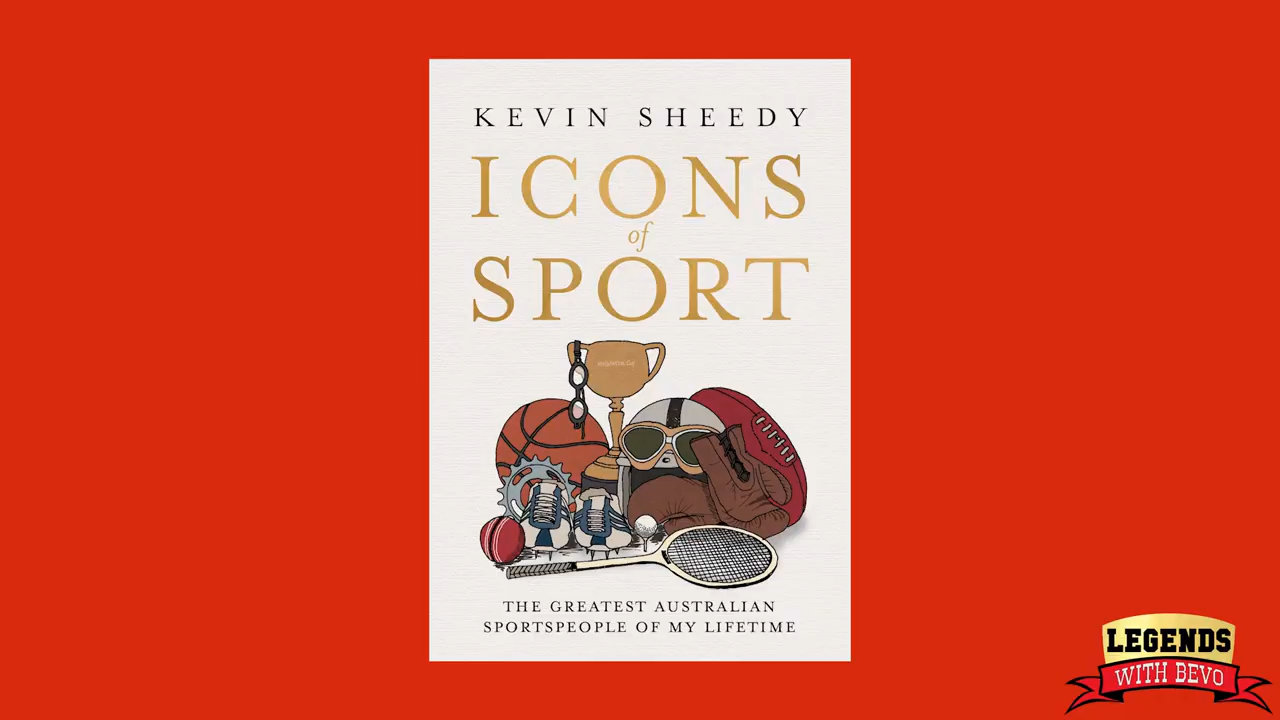 KEVIN SHEEDY
ICONS
of
SPORT
THE GREATEST AUSTRALIAN
SPORTSPEOPLE OF MY LIFETIME
LEGENDS
WITH BEVO